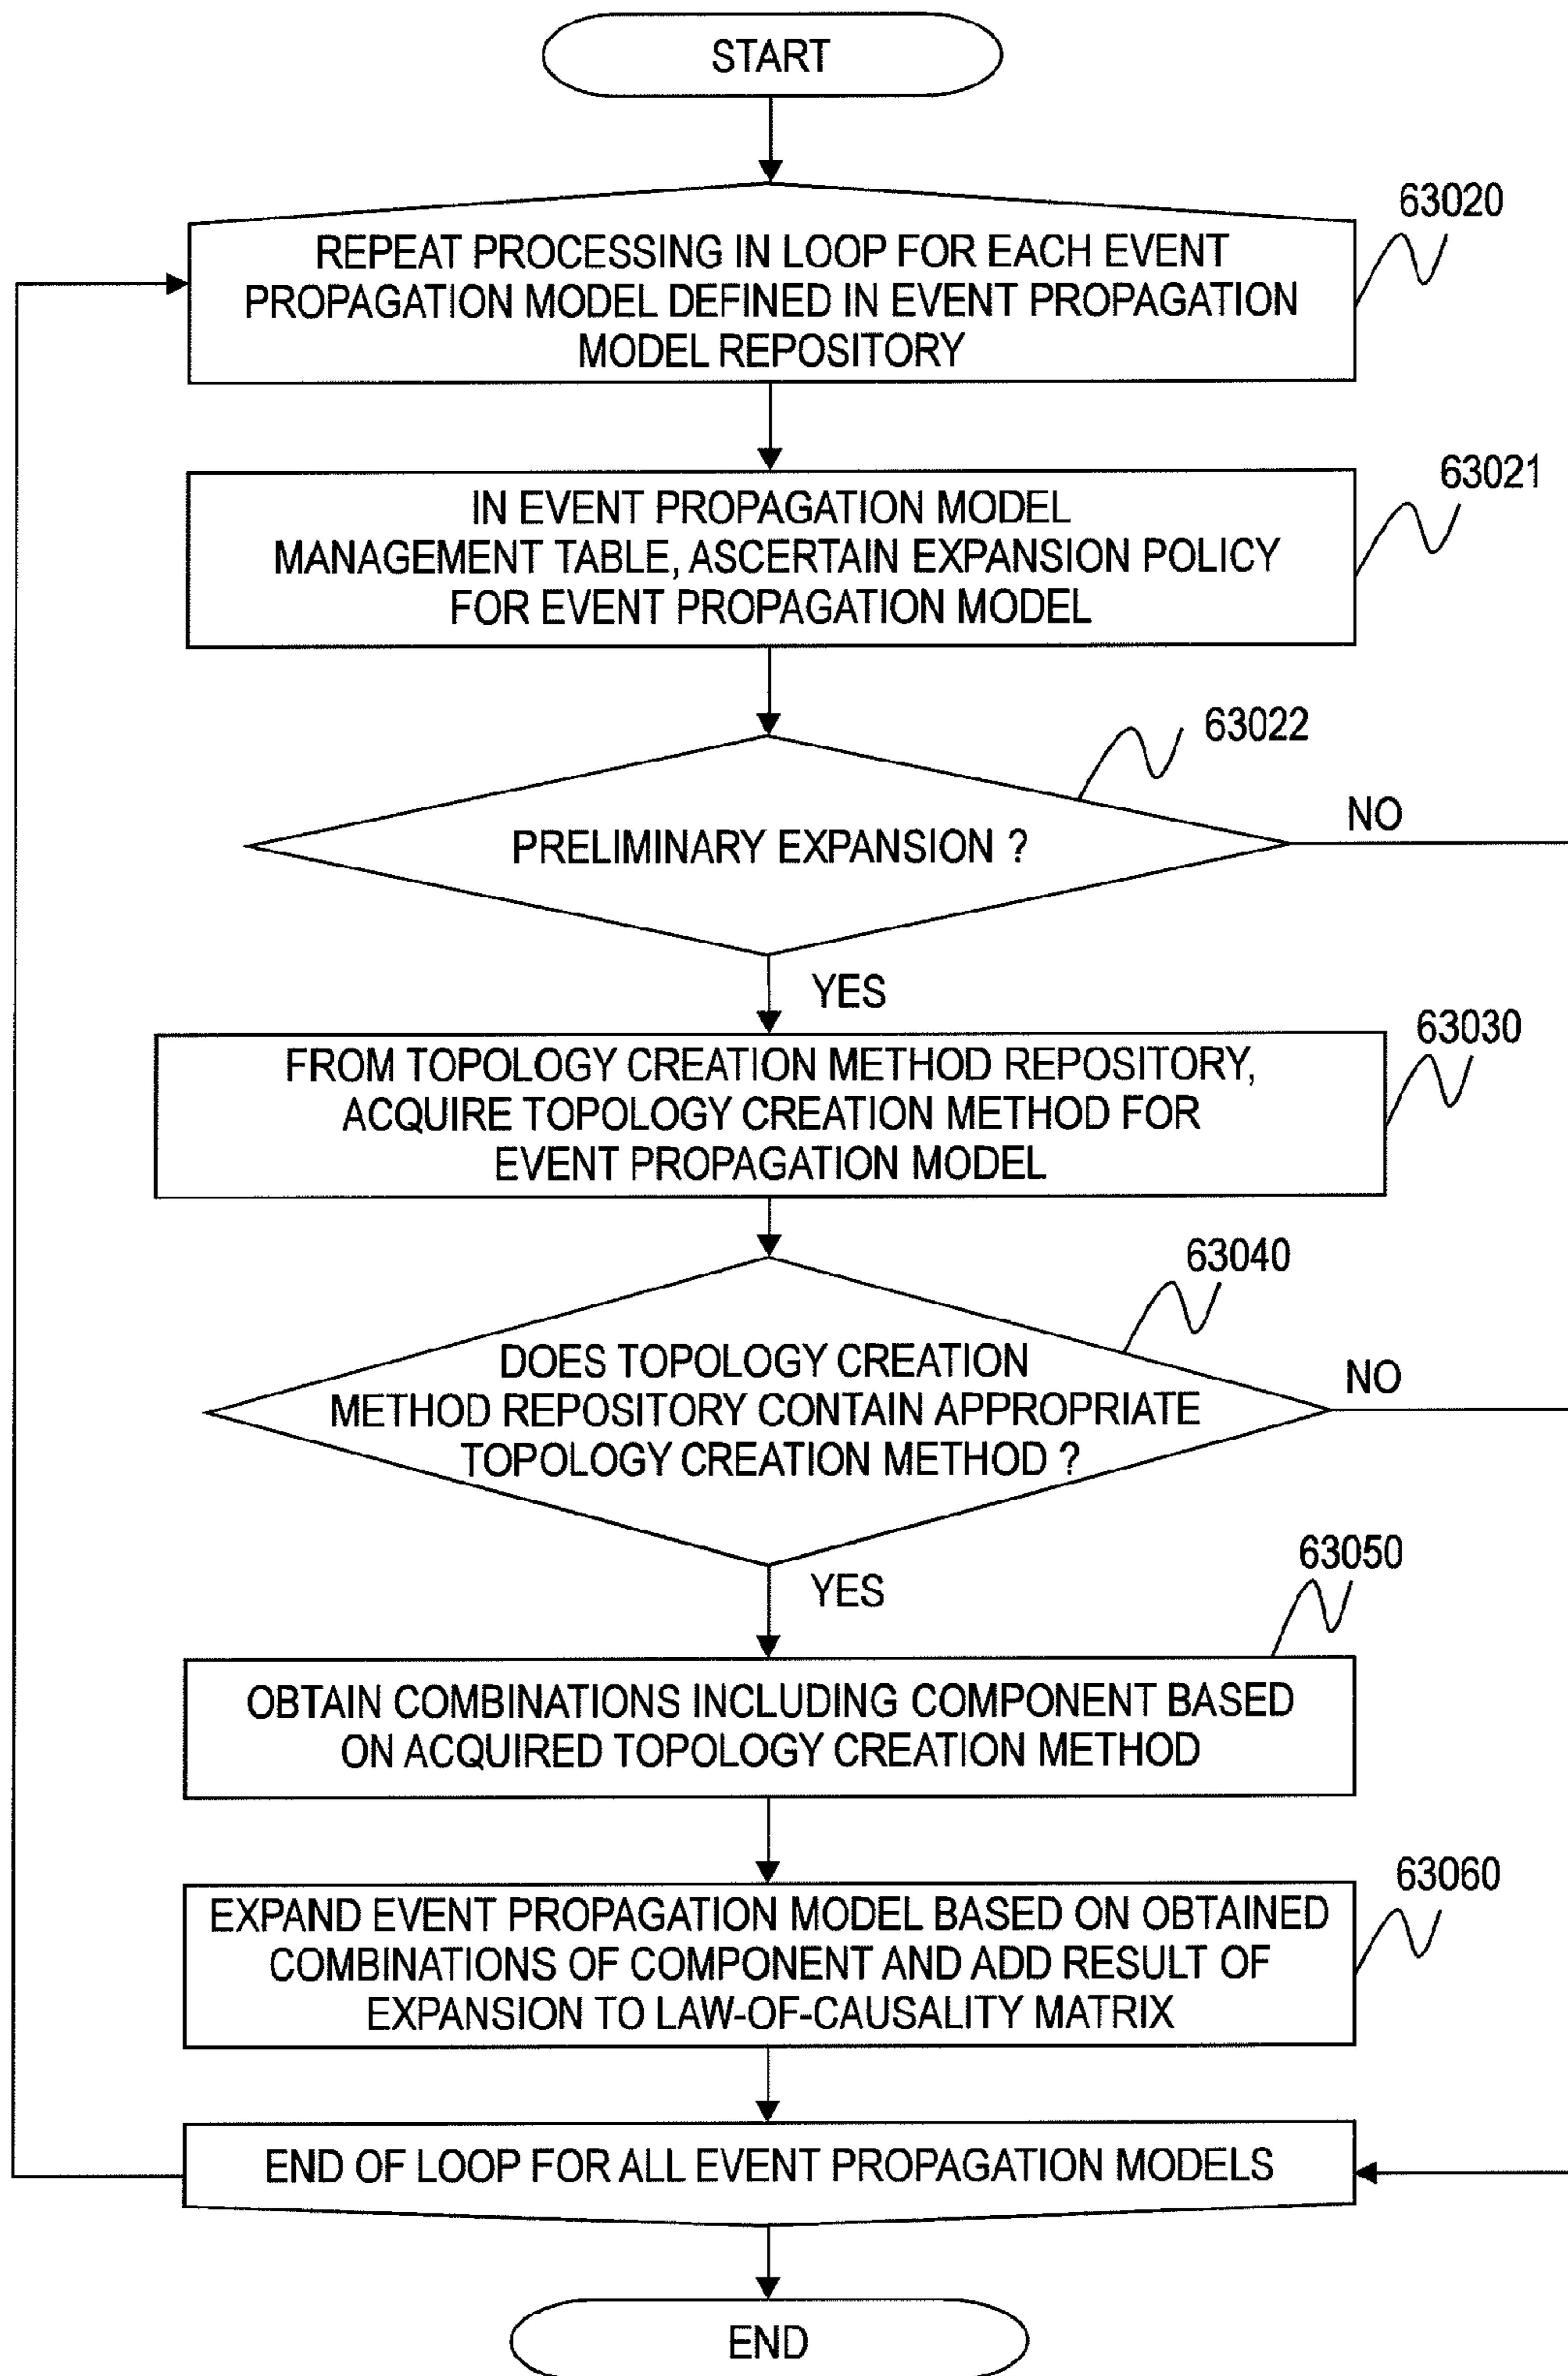 START
63020
REPEAT PROCESSING IN LOOP FOR EACH EVENT
PROPAGATION MODEL DEFINED IN EVENT PROPAGATION
MODEL REPOSITORY
63021
IN EVENT PROPAGATION MODEL
MANAGEMENT TABLE, ASCERTAIN EXPANSION POLICY
FOR EVENT PROPAGATION MODEL
63022
PRELIMINARY EXPANSION ?
NO
YES
63030
FROM TOPOLOGY CREATION METHOD REPOSITORY,
ACQUIRE TOPOLOGY CREATION METHOD FOR
EVENT PROPAGATION MODEL
63040
DOES TOPOLOGY CREATION
METHOD REPOSITORY CONTAIN APPROPRIATE
TOPOLOGY CREATION METHOD ?
NO
YES
63050
OBTAIN COMBINATIONS INCLUDING COMPONENT BASED
ON ACQUIRED TOPOLOGY CREATION METHOD
63060
EXPAND EVENT PROPAGATION MODEL BASED ON OBTAINED
COMBINATIONS OF COMPONENT AND ADD RESULT OF
EXPANSION TO LAW-OF-CAUSALITY MATRIX
END OF LOOP FOR ALL EVENT PROPAGATION MODELS
END